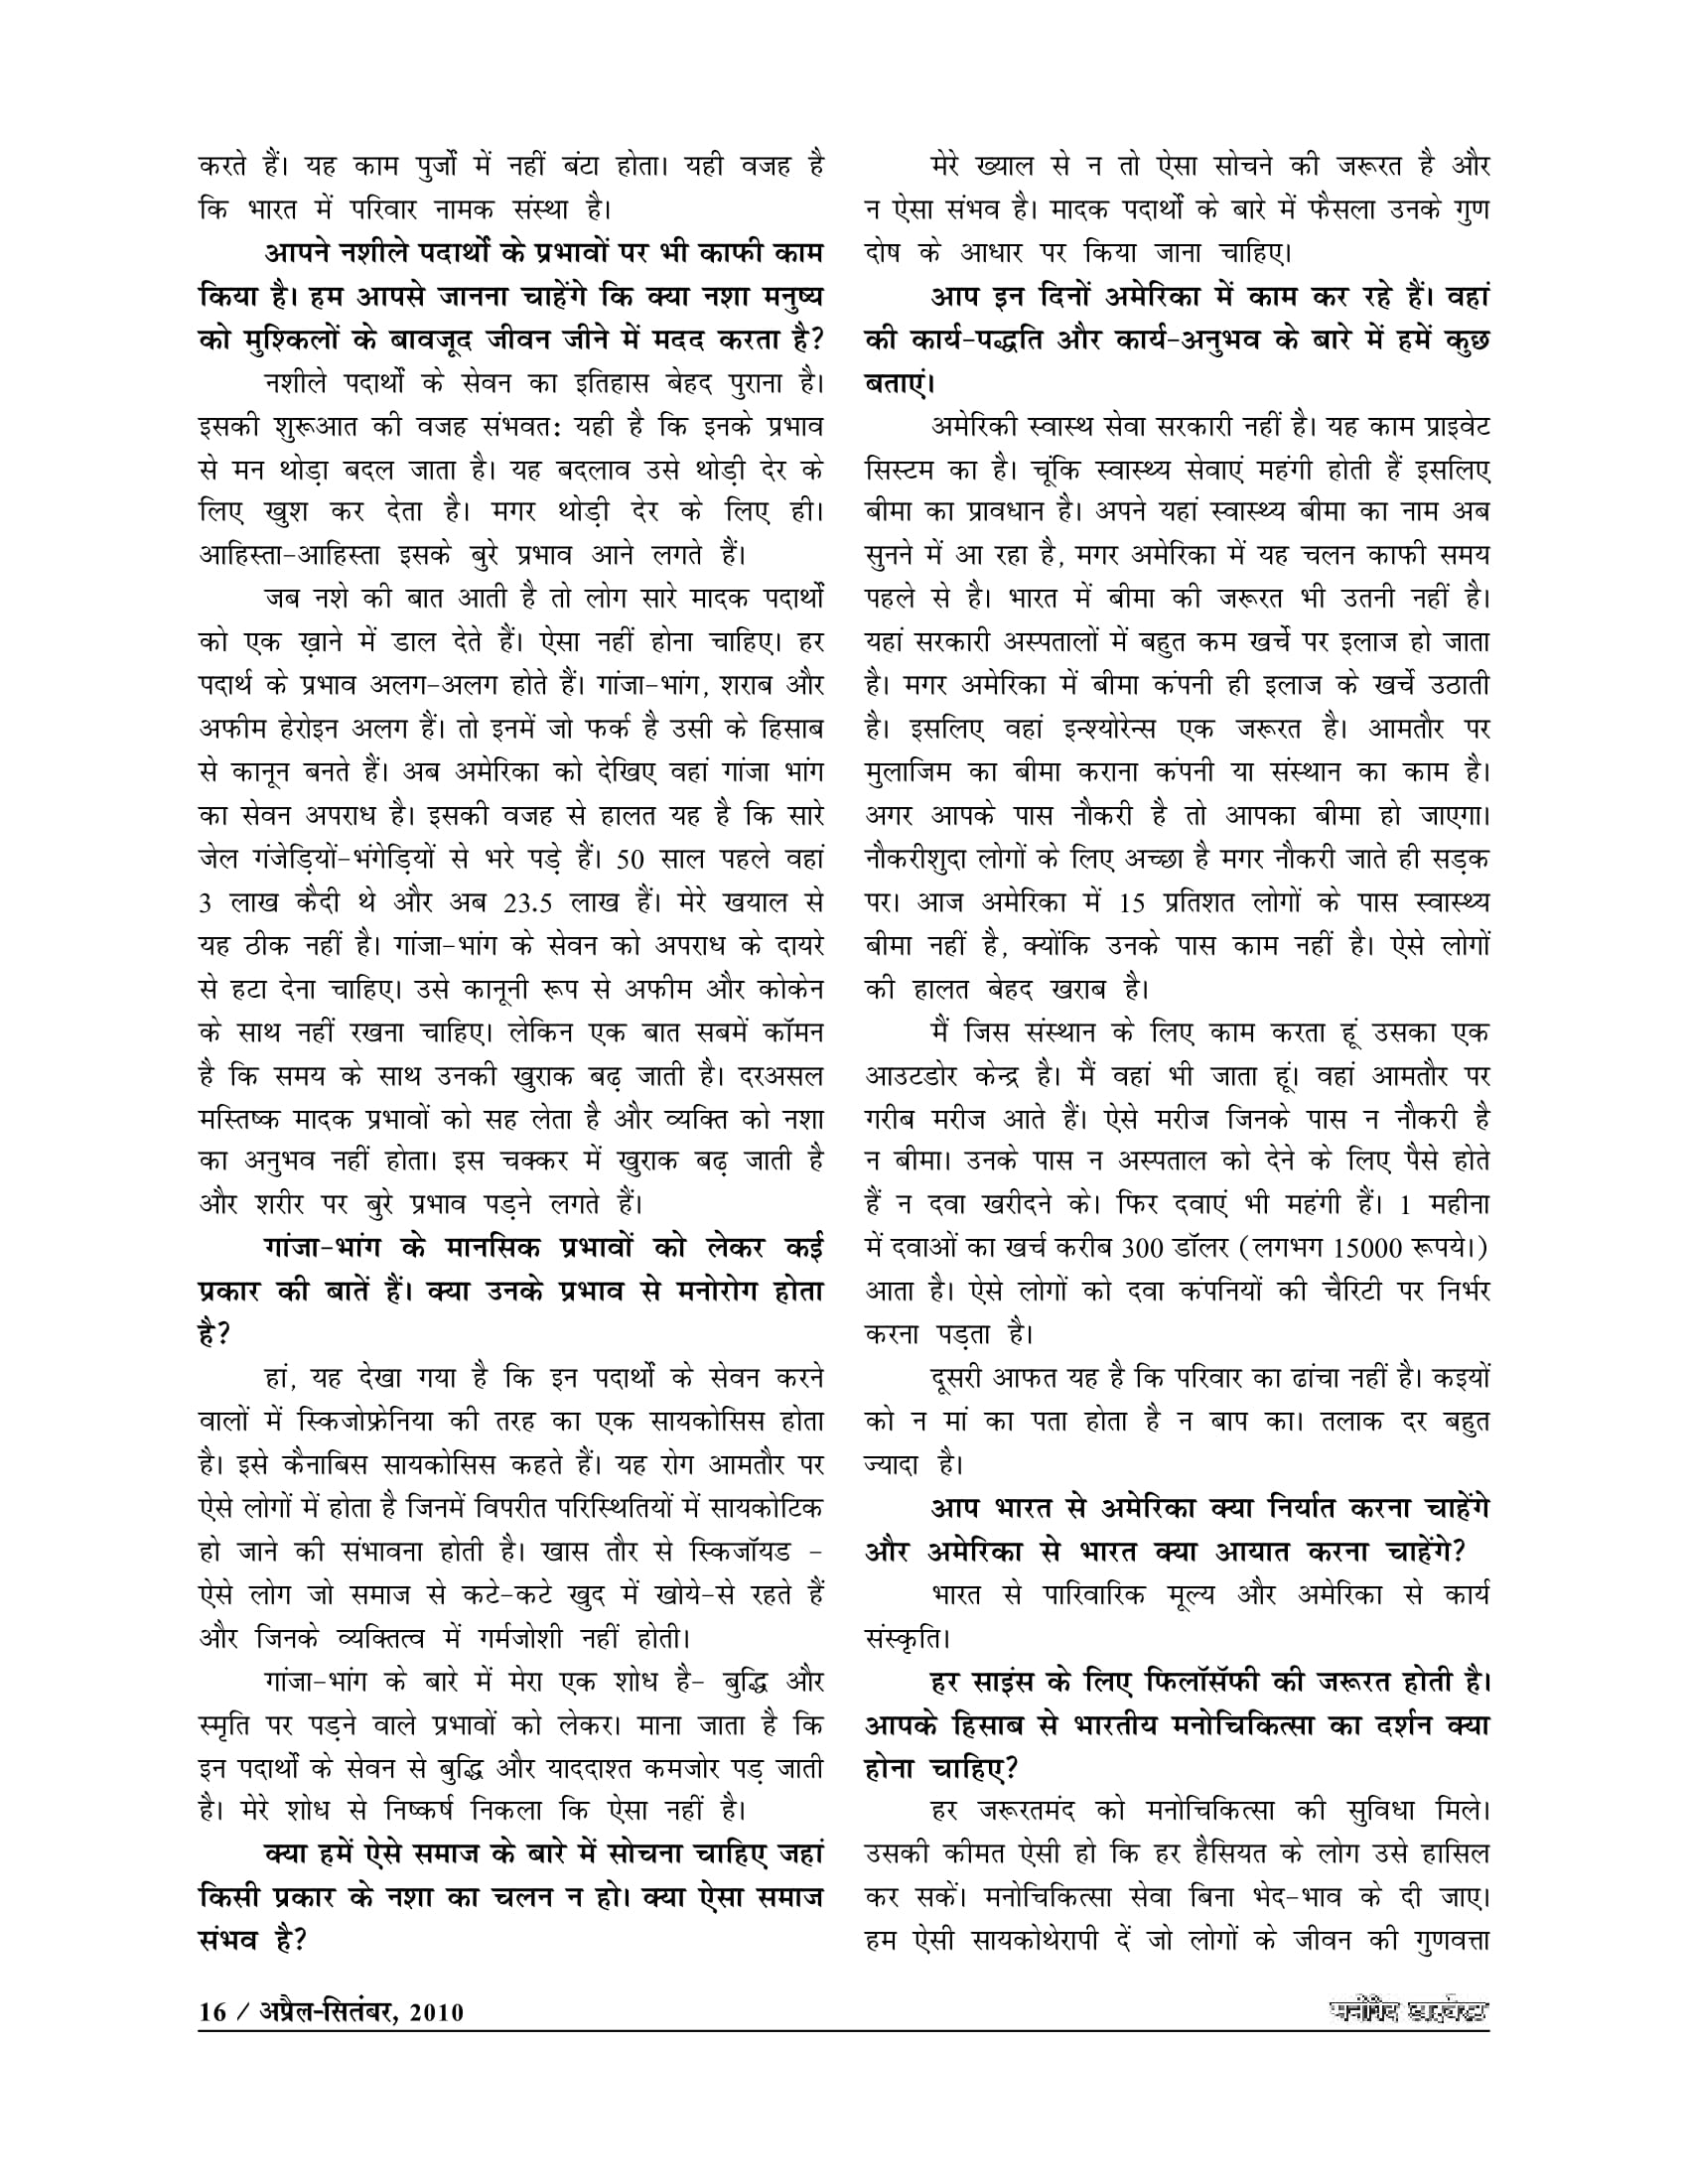 करते हैं। यह काम पुर्जों में नहीं बंटा होता। यही वजह है
कि भारत में परिवार नामक संस्था है।
आपने नशीले पदार्थों के प्रभावों पर भी काफी काम
किया है। हम आपसे जानना चाहेंगे कि क्या नशा मनुष्य
को मुश्किलों के बावजूद जीवन जीने में मदद करता है?
नशीले पदार्थों के सेवन का इतिहास बेहद पुराना है।
इसकी शुरूआत की वजह संभवत: यही है कि इनके प्रभाव
से मन थोड़ा बदल जाता है। यह बदलाव उसे थोड़ी देर के
लिए खुश कर देता है। मगर थोड़ी देर के लिए ही।
आहिस्ता-आहिस्ता इसके बुरे प्रभाव आने लगते हैं।
जब नशे की बात आती है तो लोग सारे मादक पदार्थों
को एक ख़ाने में डाल देते हैं। ऐसा नहीं होना चाहिए। हर
पदार्थ के प्रभाव अलग-अलग होते हैं। गांजा-भांग, शराब और
अफीम हेरोइन अलग हैं। तो इनमें जो फर्क है उसी के हिसाब
से कानून बनते हैं। अब अमेरिका को देखिए वहां गांजा भांग
का सेवन अपराध है। इसकी वजह से हालत यह है कि सारे
जेल गंजेड़ियों-भंगेड़ियों से भरे पड़े हैं। 50 साल पहले वहां
3 लाख कैदी थे और अब 23.5 लाख हैं। मेरे खयाल से
यह ठीक नहीं है। गांजा-भांग के सेवन को अपराध के दायरे
से हटा देना चाहिए। उसे कानूनी रूप से अफीम और कोकेन
के साथ नहीं रखना चाहिए। लेकिन एक बात सबमें कॉमन
है कि समय के साथ उनकी खुराक बढ़ जाती है। दरअसल
मस्तिष्क मादक प्रभावों को सह लेता है और व्यक्ति को नशा
का अनुभव नहीं होता। इस चक्कर में खुराक बढ़ जाती है
और शरीर पर बुरे प्रभाव पड़ने लगते हैं।
गांजा-भांग के मानसिक प्रभावों को लेकर कई
प्रकार की बातें हैं। क्या उनके प्रभाव से मनोरोग होता
है?
हां, यह देखा गया है कि इन पदार्थों के सेवन करने
वालों में स्किजोफ्रेनिया की तरह का एक सायकोसिस होता
है। इसे कैनाबिस सायकोसिस कहते हैं। यह रोग आमतौर पर
ऐसे लोगों में होता है जिनमें विपरीत परिस्थितियों में सायकोटिक
हो जाने की संभावना होती है। खास तौर से स्किजॉयड -
ऐसे लोग जो समाज से कटे-कटे खुद में खोये-से रहते हैं
और जिनके व्यक्तित्व में गर्मजोशी नहीं होती।
गांजा-भांग के बारे में मेरा एक शोध है- बुद्धि और
स्मृति पर पड़ने वाले प्रभावों को लेकर। माना जाता है कि
इन पदार्थों के सेवन से बुद्धि और याददाश्त कमजोर पड़ जाती
है। मेरे शोध से निष्कर्ष निकला कि ऐसा नहीं है।
क्या हमें ऐसे समाज के बारे में सोचना चाहिए जहां
किसी प्रकार के नशा का चलन न हो। क्या ऐसा समाज
संभव है?
मेरे ख्याल से न तो ऐसा सोचने की जरूरत है और
न ऐसा संभव है। मादक पदार्थों के बारे में फैसला उनके गुण
दोष के आधार पर किया जाना चाहिए।
आप इन दिनों अमेरिका में काम कर रहे हैं। वहां
की कार्य-पद्धति और कार्य-अनुभव के बारे में हमें कुछ
बताएं।
अमेरिकी स्वास्थ सेवा सरकारी नहीं है। यह काम प्राइवेट
सिस्टम का है। चूंकि स्वास्थ्य सेवाएं महंगी होती हैं इसलिए
बीमा का प्रावधान है। अपने यहां स्वास्थ्य बीमा का नाम अब
सुनने में आ रहा है, मगर अमेरिका में यह चलन काफी समय
पहले से है। भारत में बीमा की जरूरत भी उतनी नहीं है।
यहां सरकारी अस्पतालों में बहुत कम खर्चे पर इलाज हो जाता
है। मगर अमेरिका में बीमा कंपनी ही इलाज के खर्चे उठाती
है। इसलिए वहां इन्श्योरेन्स एक जरूरत है। आमतौर पर
मुलाजिम का बीमा कराना कंपनी या संस्थान का काम है।
अगर आपके पास नौकरी है तो आपका बीमा हो जाएगा।
नौकरीशुदा लोगों के लिए अच्छा है मगर नौकरी जाते ही सड़क
पर। आज अमेरिका में 15 प्रतिशत लोगों के पास स्वास्थ्य
बीमा नहीं है, क्योंकि उनके पास काम नहीं है। ऐसे लोगों
की हालत बेहद खराब है।
मैं जिस संस्थान के लिए काम करता हूं उसका एक
आउटडोर केन्द्र है। मैं वहां भी जाता हूं। वहां आमतौर पर
गरीब मरीज आते हैं। ऐसे मरीज जिनके पास न नौकरी है
न बीमा। उनके पास न अस्पताल को देने के लिए पैसे होते
हैं न दवा खरीदने के। फिर दवाएं भी महंगी हैं। 1 महीना
में दवाओं का खर्च करीब 300 डॉलर (लगभग 15000 रूपये।)
आता है। ऐसे लोगों को दवा कंपनियों की चैरिटी पर निर्भर
करना पड़ता है।
दूसरी आफत यह है कि परिवार का ढांचा नहीं है। कइयों
को न मां का पता होता है न बाप का। तलाक दर बहुत
ज्यादा है।
आप भारत से अमेरिका क्या निर्यात करना चाहेंगे
और अमेरिका से भारत क्या आयात करना चाहेंगे?
भारत से पारिवारिक मूल्य और अमेरिका से कार्य
संस्कृति।
हर साइंस के लिए फिलॉसॅफी की जरूरत होती है।
आपके हिसाब से भारतीय मनोचिकित्सा का दर्शन क्या
होना चाहिए?
हर जरूरतमंद को मनोचिकित्सा की सुविधा मिले।
उसकी कीमत ऐसी हो कि हर हैसियत के लोग उसे हासिल
कर सकें। मनोचिकित्सा सेवा बिना भेद-भाव के दी जाए।
हम ऐसी सायकोथेरापी दें जो लोगों के जीवन की गुणवत्ता
16 / अप्रैल-सितंबर, 2010